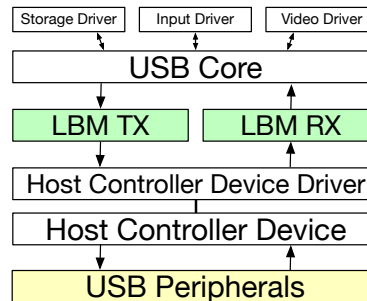 Storage Driver Input Driver Video Driver
USB Core
LBM TX LBM RX
Host Controller Device Driver
Host Controller Device
USB Peripherals